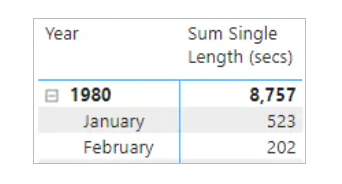 Year Sum Single
Length (secs)
1980 8,757
January 523
February 202